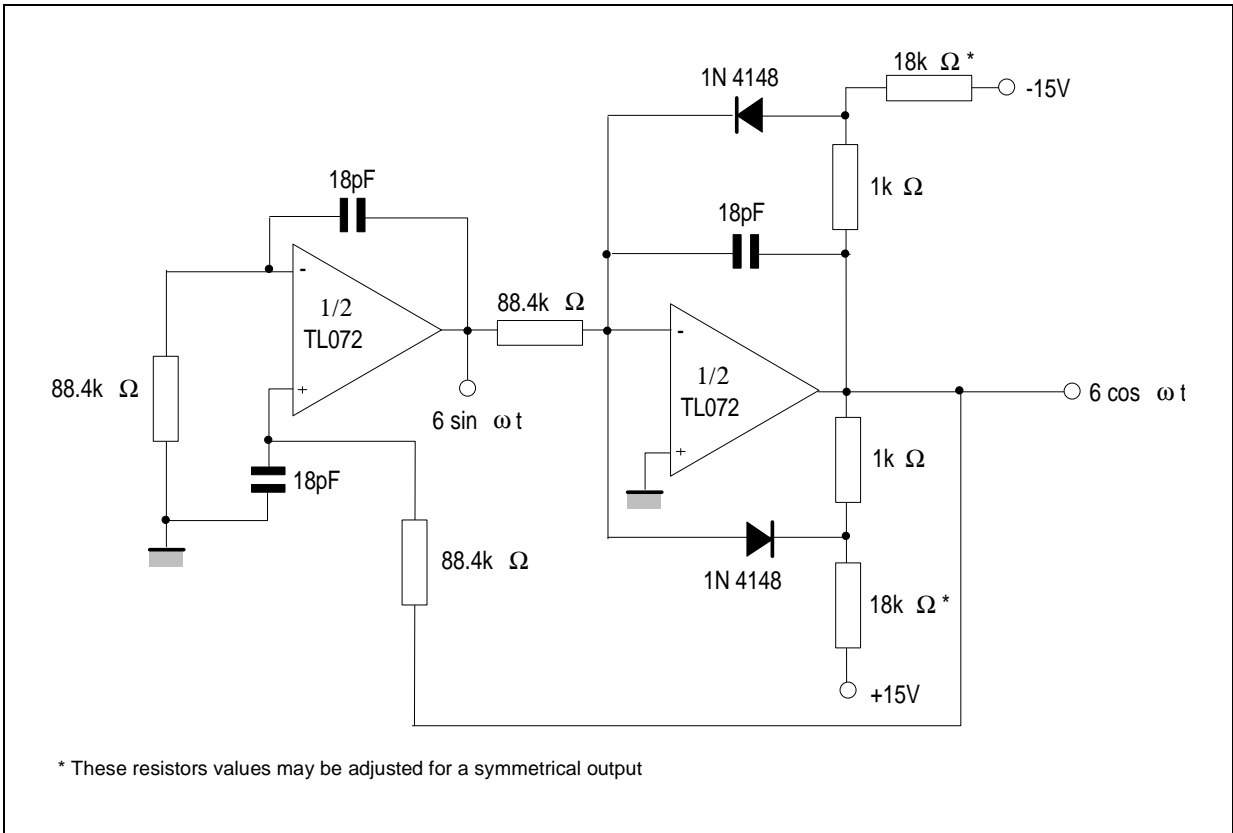 18k Ω *
1N 4148
-15V
1k Ω
18pF
18pF
-
1/2
TL072
+
88.4k Ω
88.4k Ω
6 sin ω t
-
1/2
TL072
+
6 cos ω t
18pF
1k Ω
88.4k Ω
1N 4148
18k Ω *
+15V
* These resistors values may be adjusted for a symmetrical output